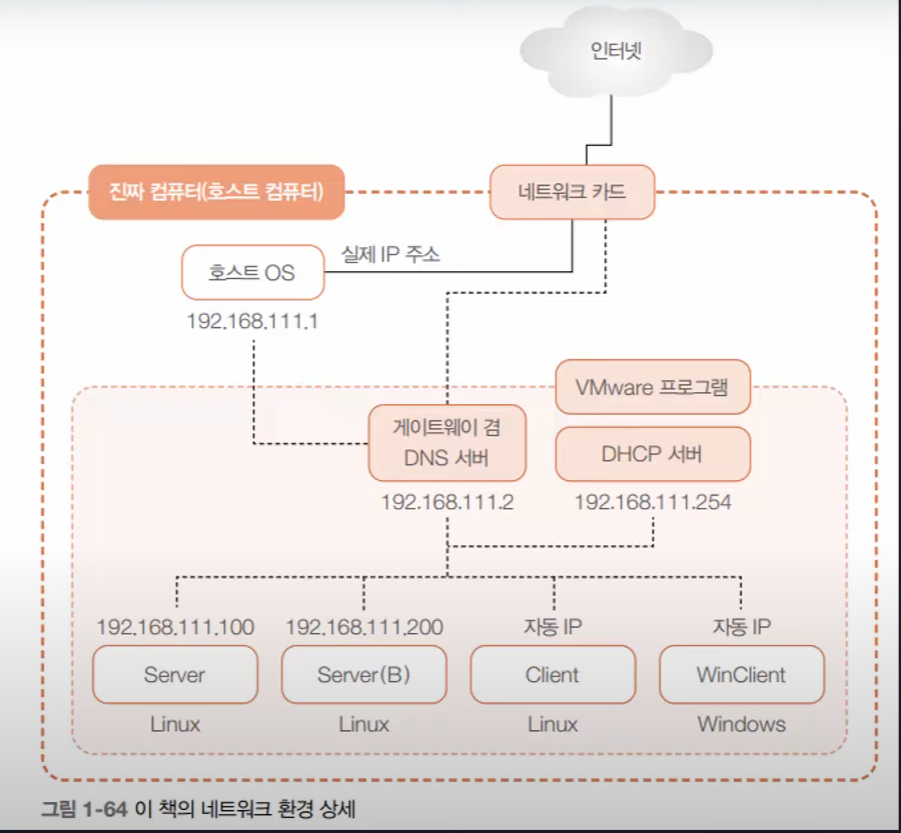 인터넷
진짜 컴퓨터(호스트 컴퓨터)
네트워크 카드
호스트 OS
실제 IP 주소
192.168.111.1
VMware 프로그램
게이트웨이 겸
DNS 서버
DHCP 서버
192.168.111.2
192.168.111.254
192.168.111.100
192.168.111.200
자동 IP
자동 IP
Server
Server(B)
Client
WinClient
Linux
Linux
Linux
Windows
그림 1-64 이 책의 네트워크 환경 상세